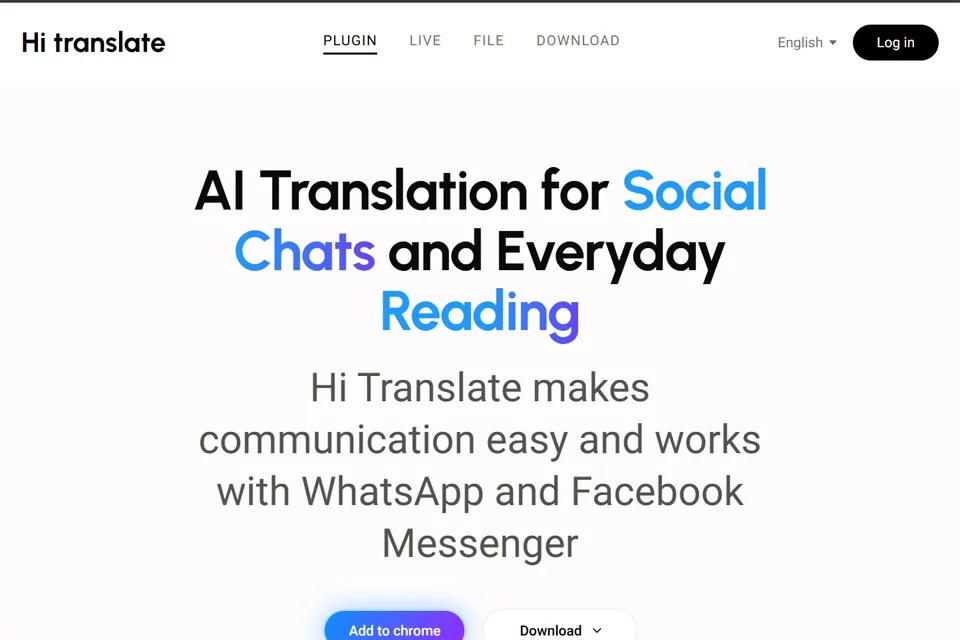 Hi translate
PLUGIN
LIVE
FILE
DOWNLOAD
English
Log in
AI Translation for Social
Chats and Everyday
Reading
Hi Translate makes
communication easy and works
with WhatsApp and Facebook
Messenger
Add to chrome
Download